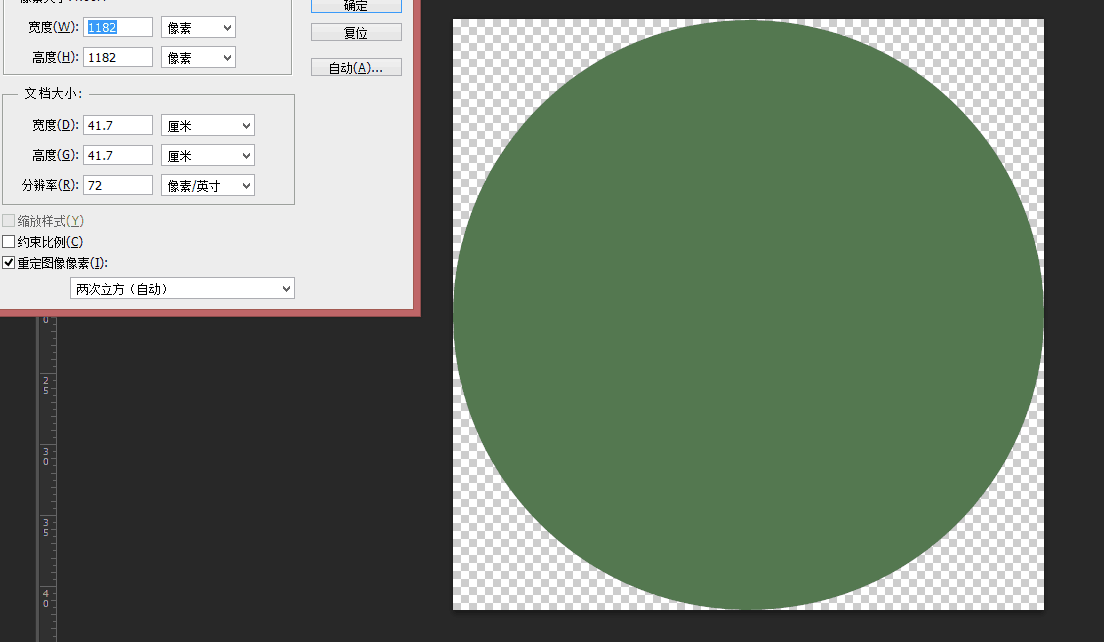 确定
宽度(W): 1182 像素
复位
高度(H): 1182 像素
自动(A)...
文档大小:
宽度(D): 41.7 厘米
高度(G): 41.7 厘米
分辨率(R): 72 像素/英寸
缩放样式(Y)
约束比例(C)
重定图像像素(I):
两次立方（自动）
0
25
30
35
40